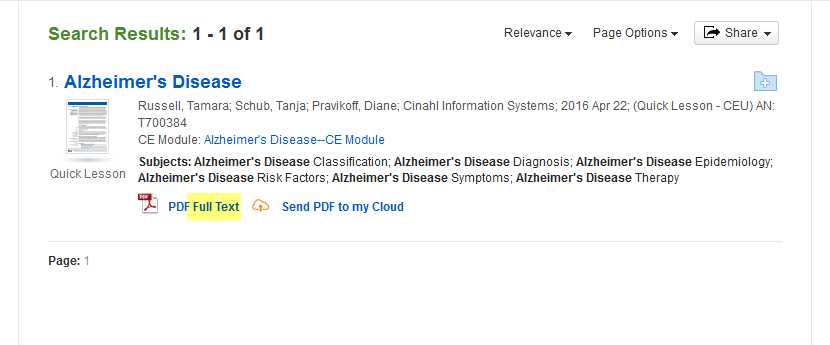 Search Results: 1 - 1 of 1
Relevance Page Options Share
1. Alzheimer's Disease
Russell, Tamara; Schub, Tanja; Pravikoff, Diane; Cinahl Information Systems; 2016 Apr 22; (Quick Lesson - CEU) AN:
T700384
CE Module: Alzheimer's Disease--CE Module
Subjects: Alzheimer's Disease Classification; Alzheimer's Disease Diagnosis; Alzheimer's Disease Epidemiology;
Alzheimer's Disease Risk Factors; Alzheimer's Disease Symptoms; Alzheimer's Disease Therapy
Quick Lesson
PDF PDF Full Text Send PDF to my Cloud
Page: 1